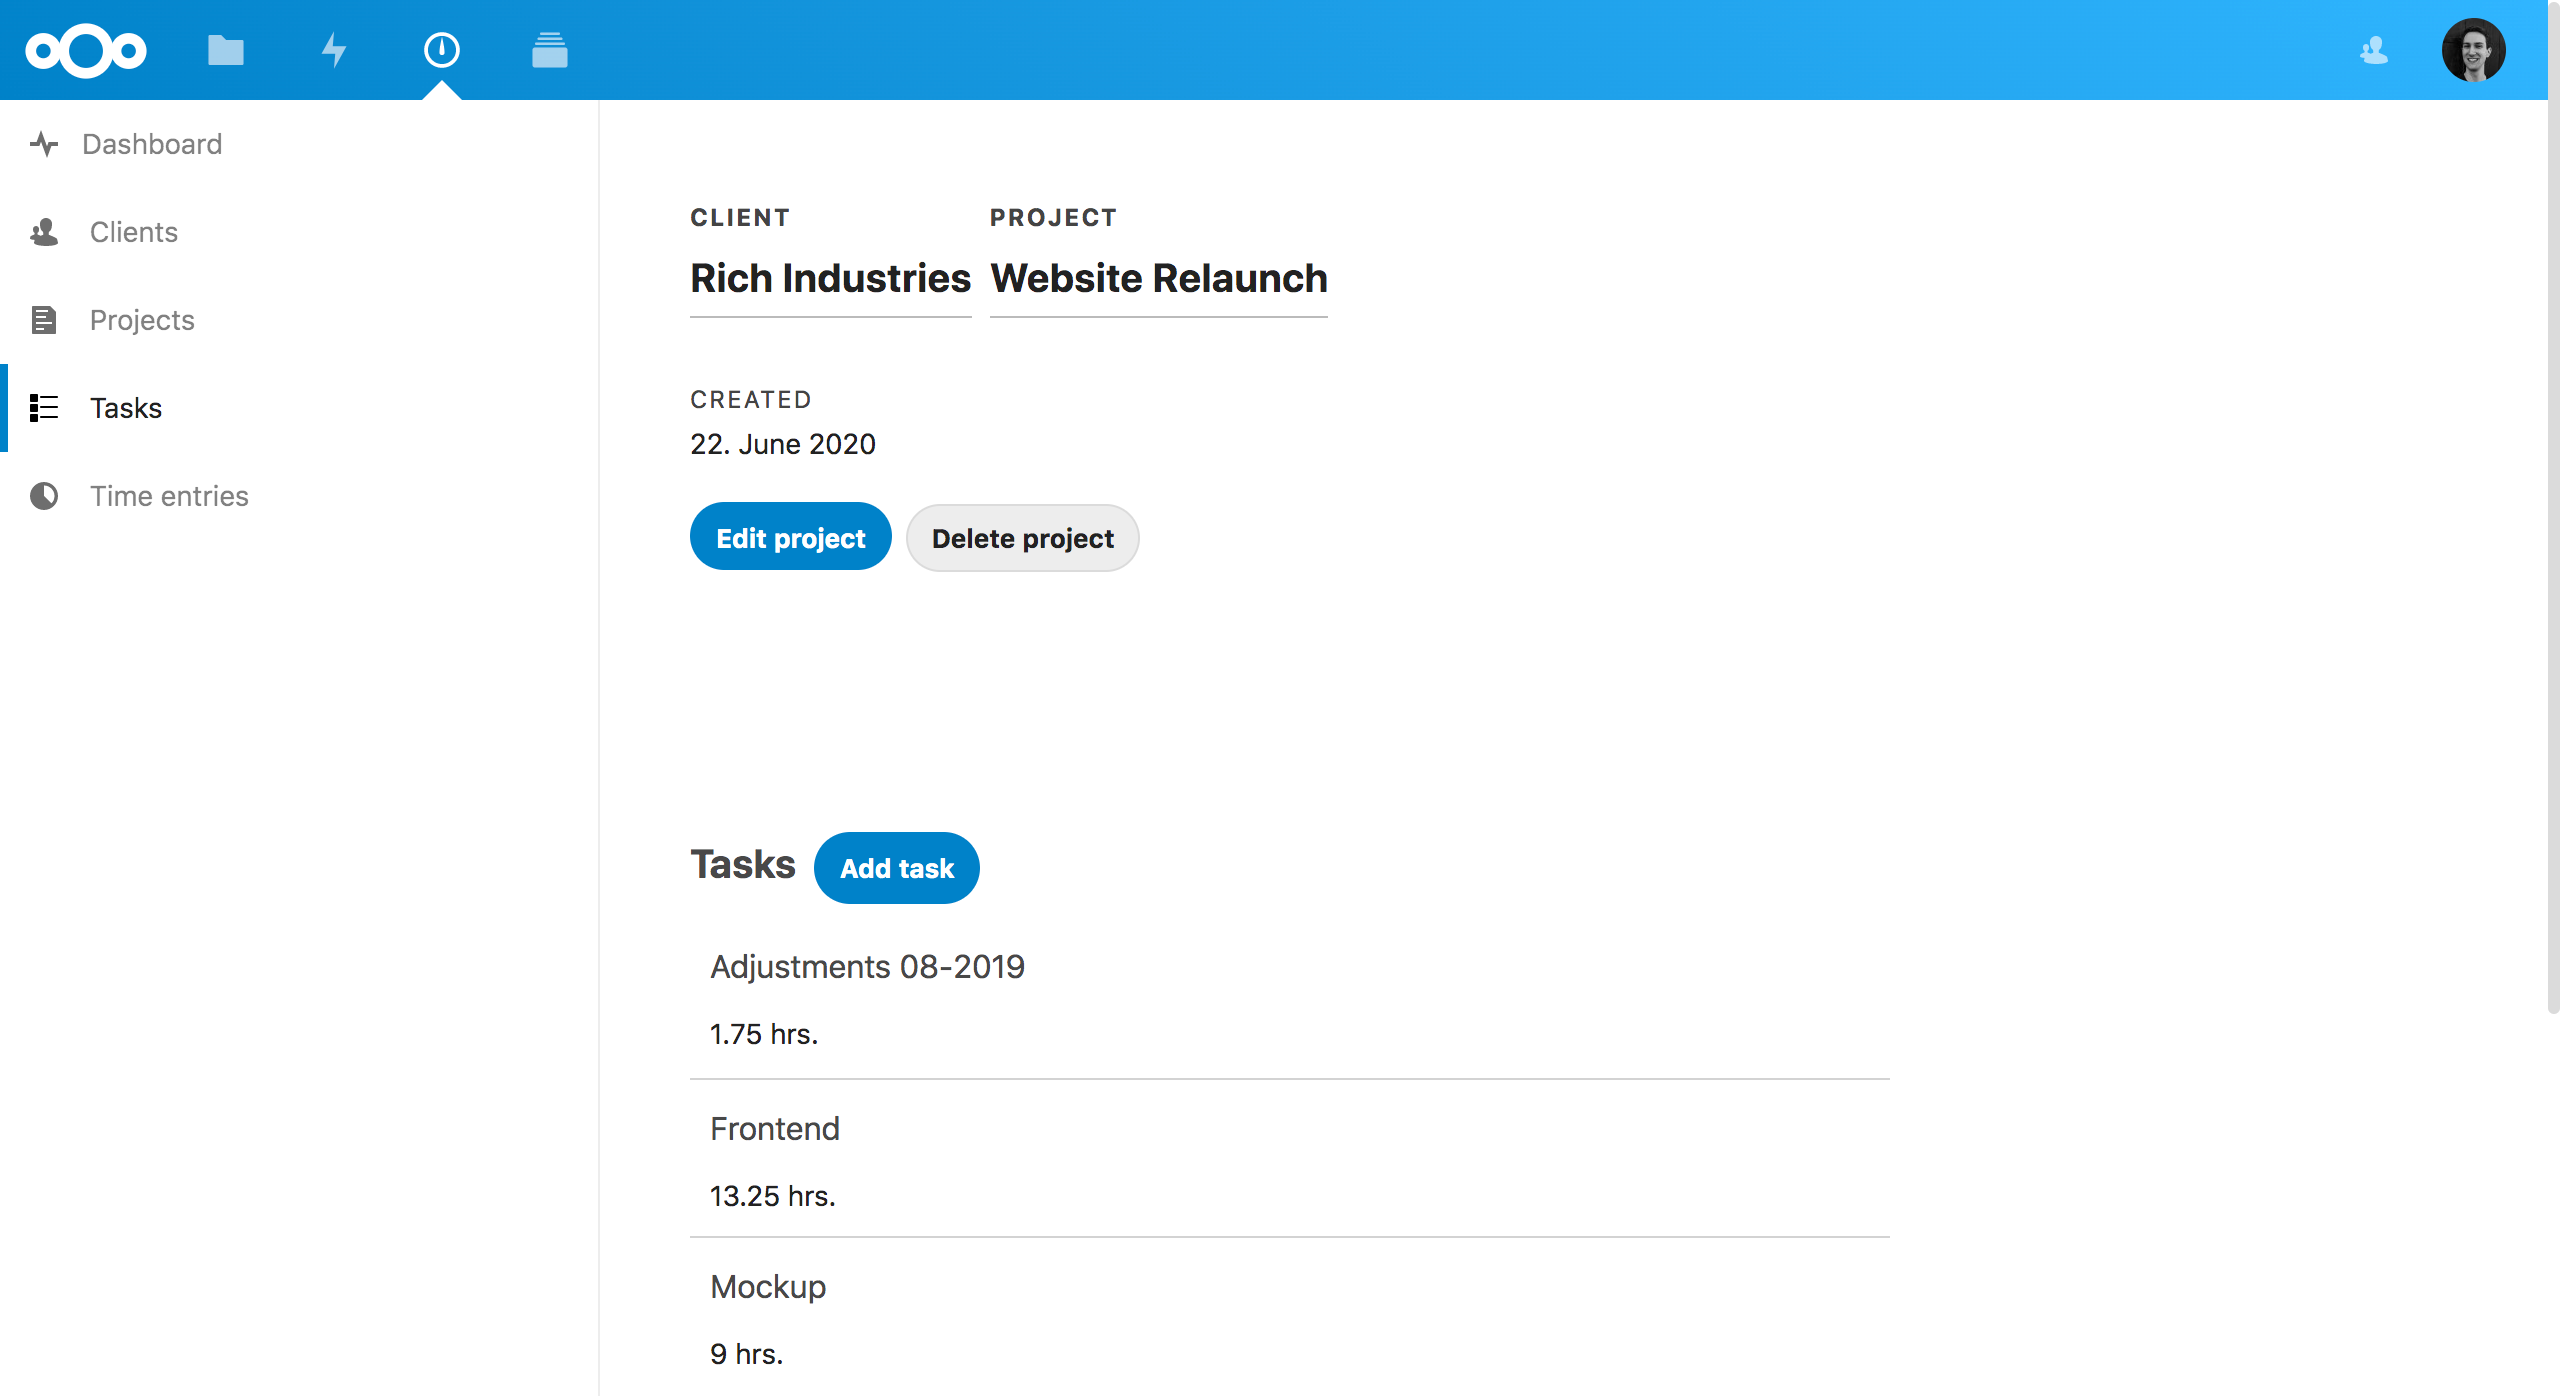 Dashboard
Clients
Projects
Tasks
Time entries
CLIENT PROJECT
Rich Industries Website Relaunch
CREATED
22. June 2020
Edit project Delete project
Tasks Add task
Adjustments 08-2019
1.75 hrs.
Frontend
13.25 hrs.
Mockup
9 hrs.